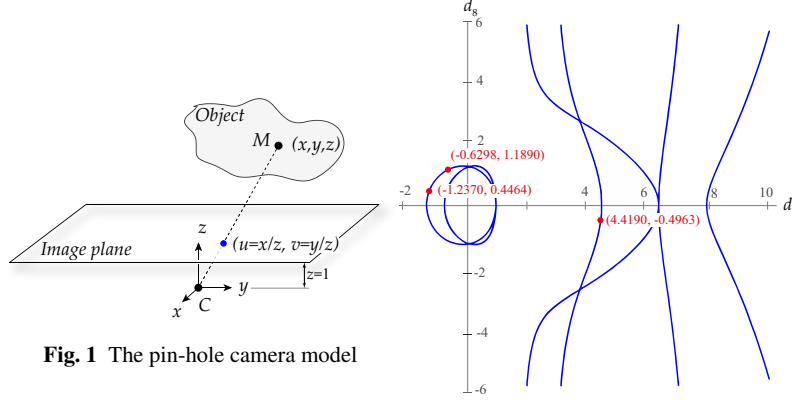 Object
M (x,y,z)
z
(u=x/z, v=y/z)
Image plane
z=1
y
x
C
Fig. 1 The pin-hole camera model
d8
6
4
2
(-0.6298, 1.1890)
(-1.2370, 0.4464)
-2 4 6 8 10 d
(4.4190, -0.4963)
-2
-4
-6